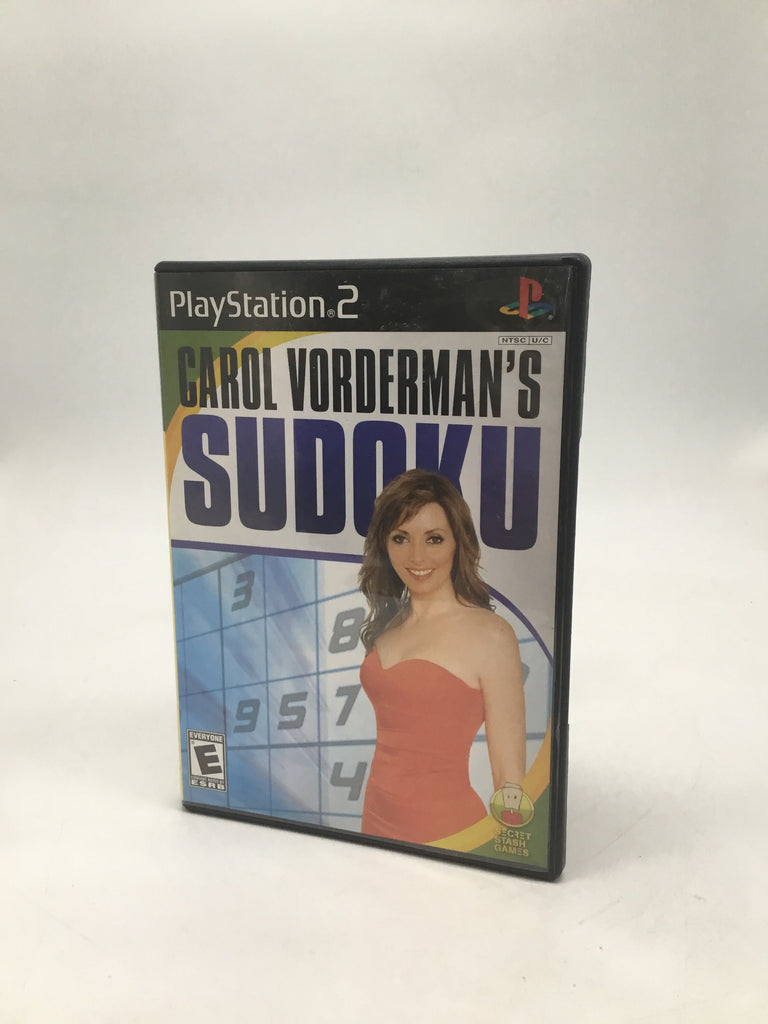 PlayStation®2
NTSC U/C
CAROL VORDERMAN'S
SUDOKU
3
8
9 5 7
4
EVERYONE
E
ESRB
SECRET
STASH
GAMES